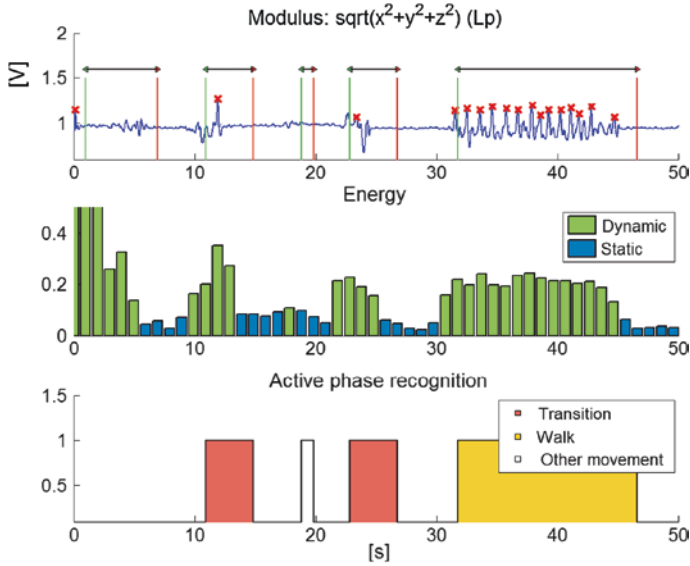 Modulus: sqrt(x²+y²+z²) (Lp)
[V]
2
1.5
1
0 10 20 30 40 50
Energy
0.4
0.2
0
Dynamic
Static
0 10 20 30 40 50
Active phase recognition
1.5
1
0.5
Transition
Walk
Other movement
0 10 20 30 40 50
[s]